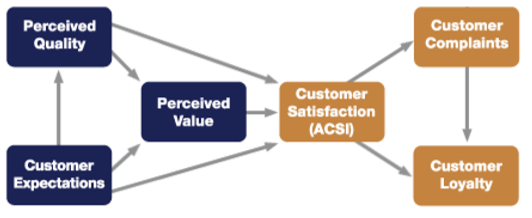 Perceived
Quality
Customer
Complaints
Perceived
Value
Customer
Satisfaction
(ACSI)
Customer
Expectations
Customer
Loyalty